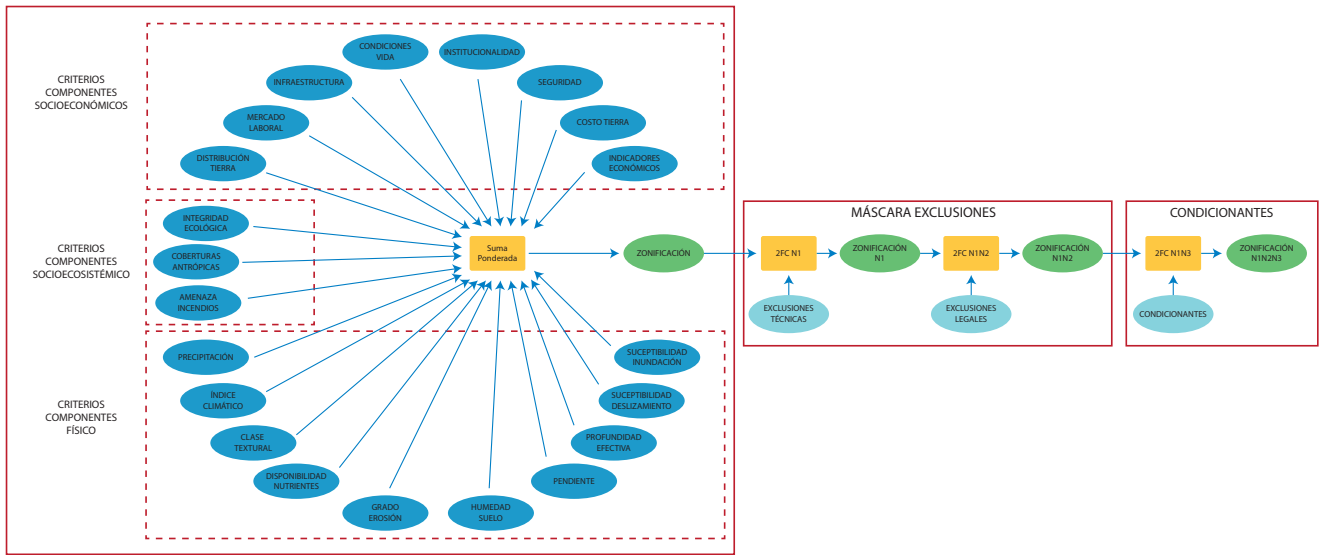 CRITERIOS
COMPONENTES
SOCIOECONÓMICOS
CONDICIONES
VIDA
INSTITUCIONALIDAD
INFRAESTRUCTURA
SEGURIDAD
MERCADO
LABORAL
COSTO TIERRA
DISTRIBUCIÓN
TIERRA
INDICADORES
ECONÓMICOS
CRITERIOS
COMPONENTES
SOCIOECOSISTÉMICO
INTEGRIDAD
ECOLÓGICA
COBERTURAS
ANTRÓPICAS
AMENAZA
INCENDIOS
Suma
Ponderada
ZONIFICACIÓN
MÁSCARA EXCLUSIONES
2FC N1
ZONIFICACIÓN
N1
2FC N1N2
ZONIFICACIÓN
N1N2
EXCLUSIONES
TÉCNICAS
EXCLUSIONES
LEGALES
CONDICIONANTES
2FC N1N3
ZONIFICACIÓN
N1N2N3
CONDICIONANTES
CRITERIOS
COMPONENTES
FÍSICO
PRECIPITACIÓN
ÍNDICE
CLIMÁTICO
CLASE
TEXTURAL
DISPONIBILIDAD
NUTRIENTES
GRADO
EROSIÓN
HUMEDAD
SUELO
PENDIENTE
PROFUNDIDAD
EFECTIVA
SUCEPTIBILIDAD
DESLIZAMIENTO
SUCEPTIBILIDAD
INUNDACIÓN